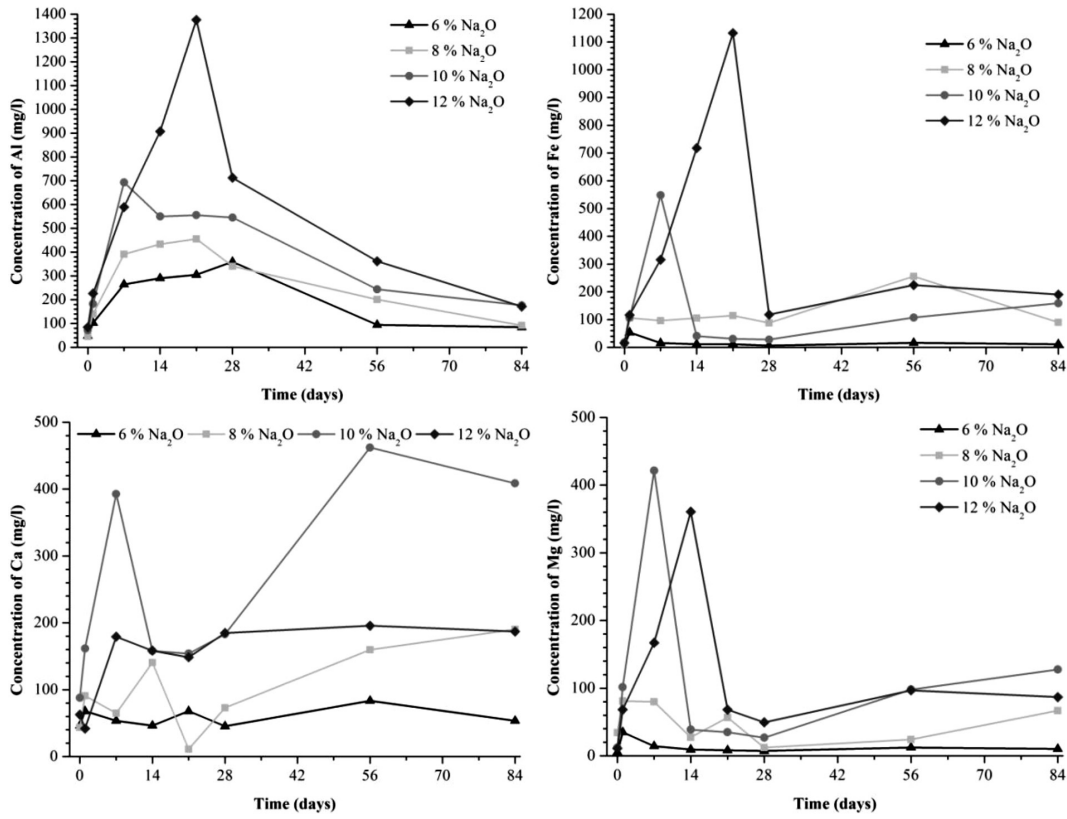 Concentration of Al (mg/l)
1400
1300
1200
1100
1000
900
800
700
600
500
400
300
200
100
0
6 % Na₂O
8 % Na₂O
10 % Na₂O
12 % Na₂O
0 14 28 42 56 70 84
Time (days)
Concentration of Fe (mg/l)
1200
1100
1000
900
800
700
600
500
400
300
200
100
0
6 % Na₂O
8 % Na₂O
10 % Na₂O
12 % Na₂O
0 14 28 42 56 70 84
Time (days)
Concentration of Ca (mg/l)
500
400
300
200
100
0
6 % Na₂O 8 % Na₂O 10 % Na₂O 12 % Na₂O
0 14 28 42 56 70 84
Time (days)
Concentration of Mg (mg/l)
500
400
300
200
100
0
6 % Na₂O
8 % Na₂O
10 % Na₂O
12 % Na₂O
0 14 28 42 56 70 84
Time (days)